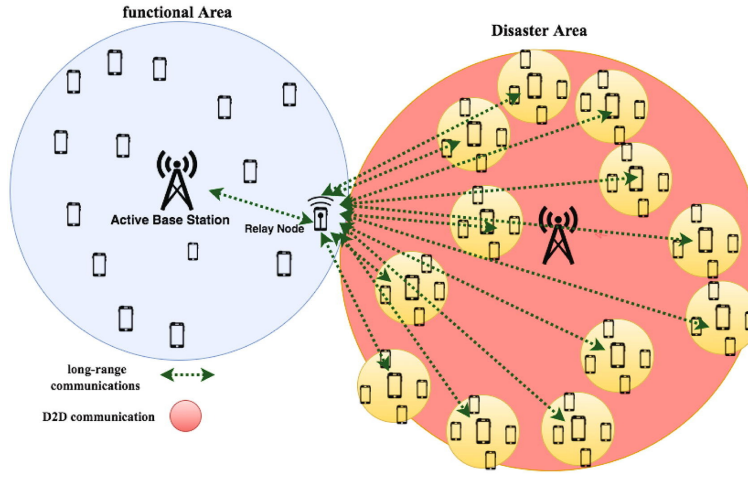 functional Area
Disaster Area
Active Base Station
Relay Node
long-range
communications
D2D communication